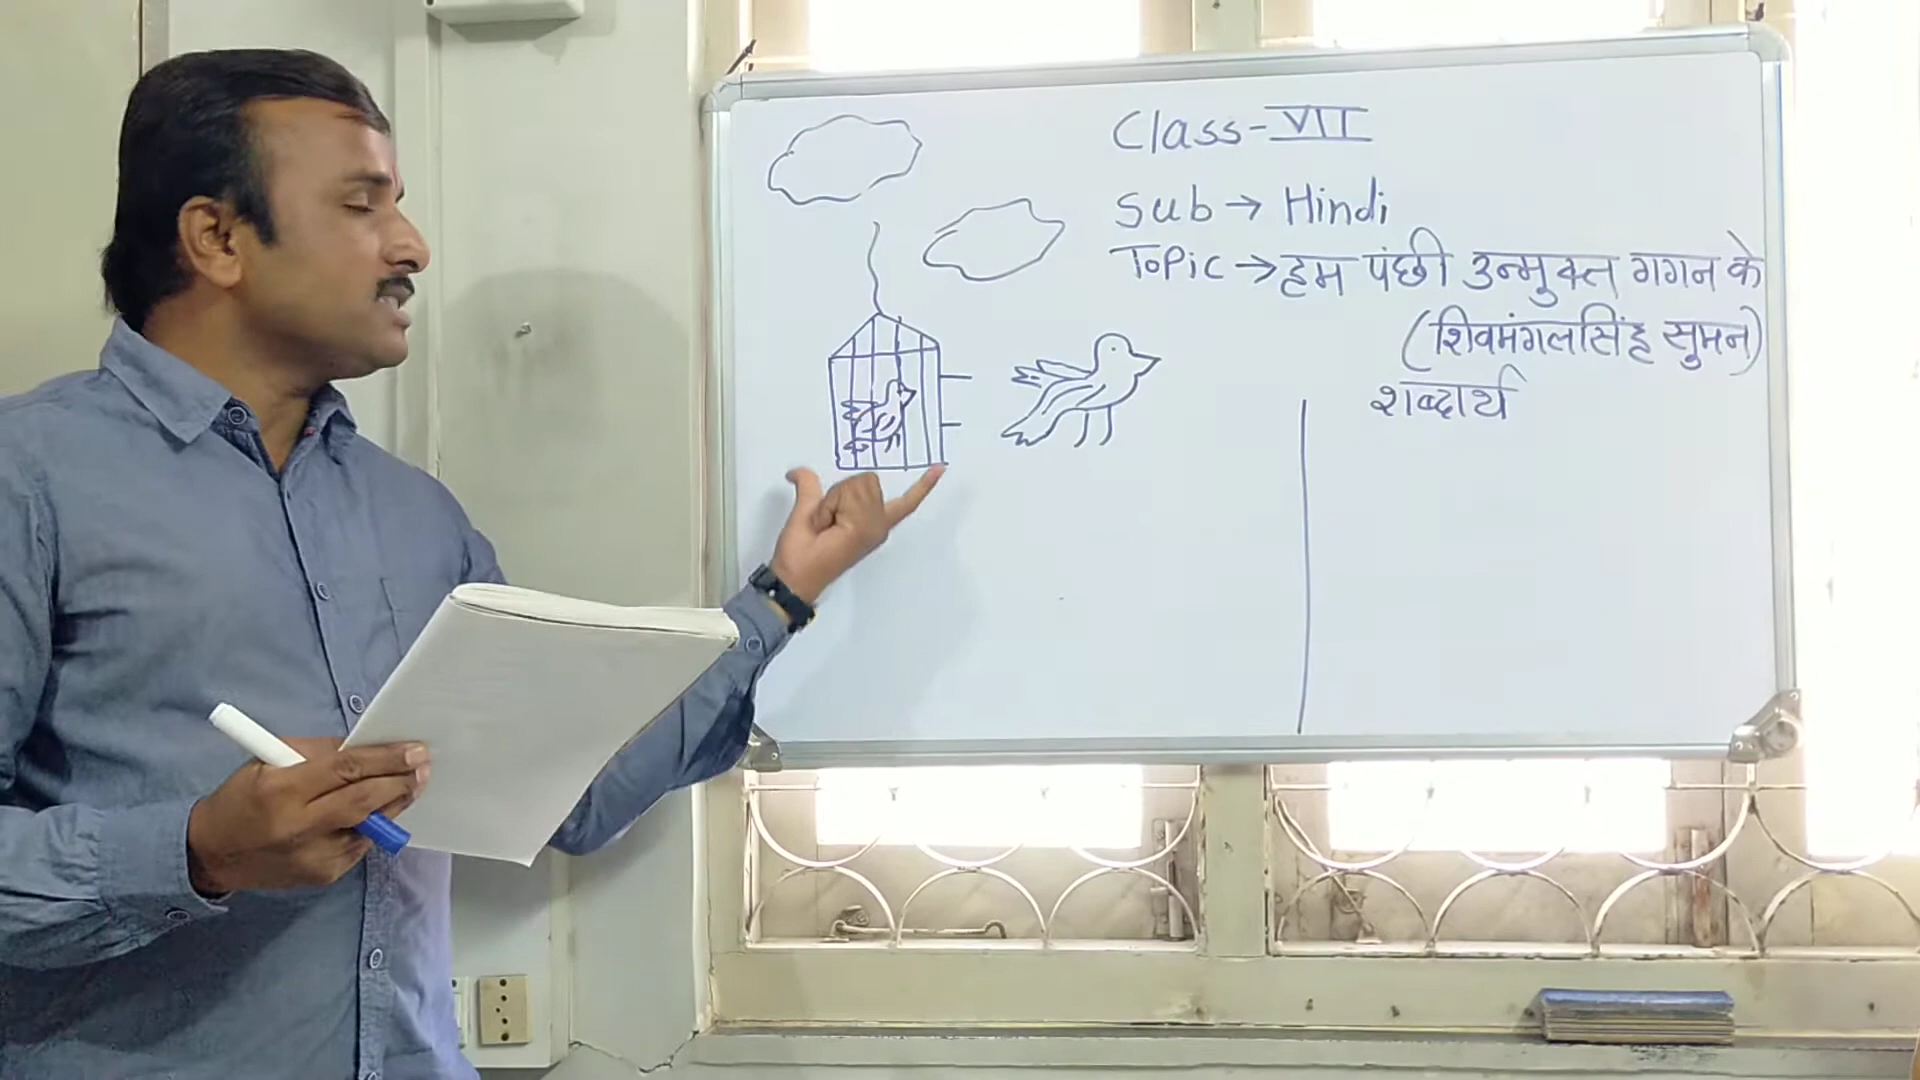 Class-VII
Sub → Hindi
Topic → हम पंछी उन्मुक्त गगन के
(शिवमंगलसिंह सुमन)
शब्दार्थ